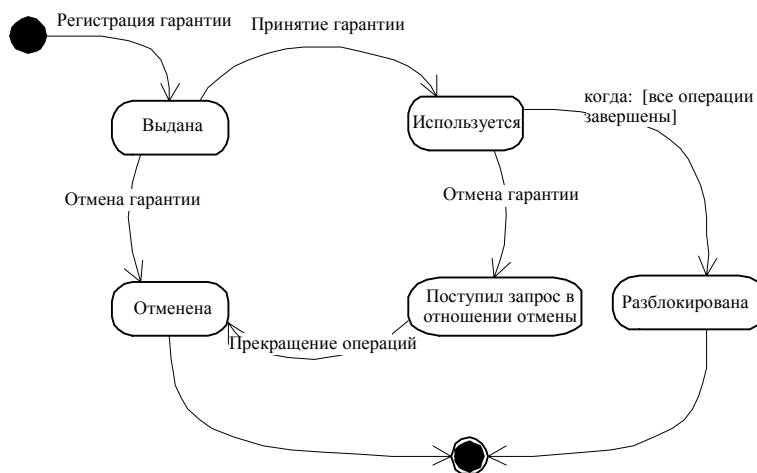 Регистрация гарантии
Принятие гарантии
Выдана
Используется
когда: [все операции
завершены]
Отмена гарантии
Отмена гарантии
Отменена
Поступил запрос в
отношении отмены
Разблокирована
Прекращение операций